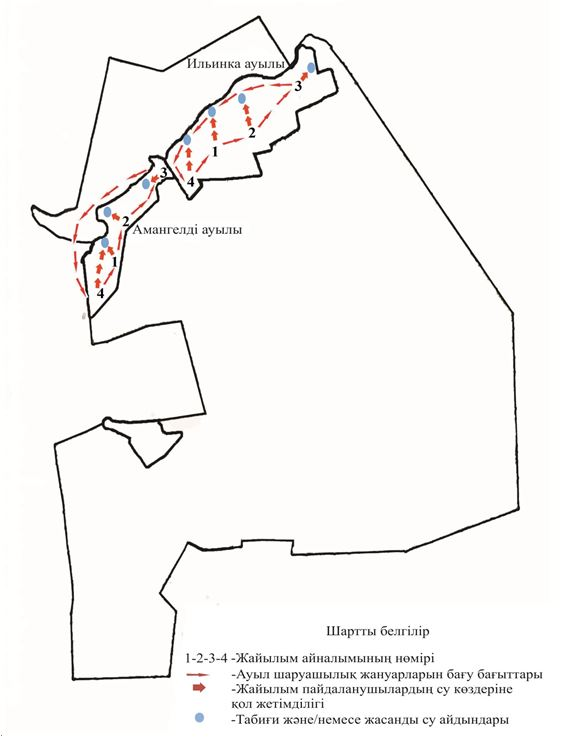 Ильинка ауылы
3
2
1
4
3
2
Амангелді ауылы
1
4
Шартты белгілір
1-2-3-4 -Жайылым айналымының нөмірі
-Ауыл шаруашылық жануарларын бағу бағыттары
-Жайылым пайдаланушылардың су көздеріне
қол жетімділігі
-Табиғи және/немесе жасанды су айдындары